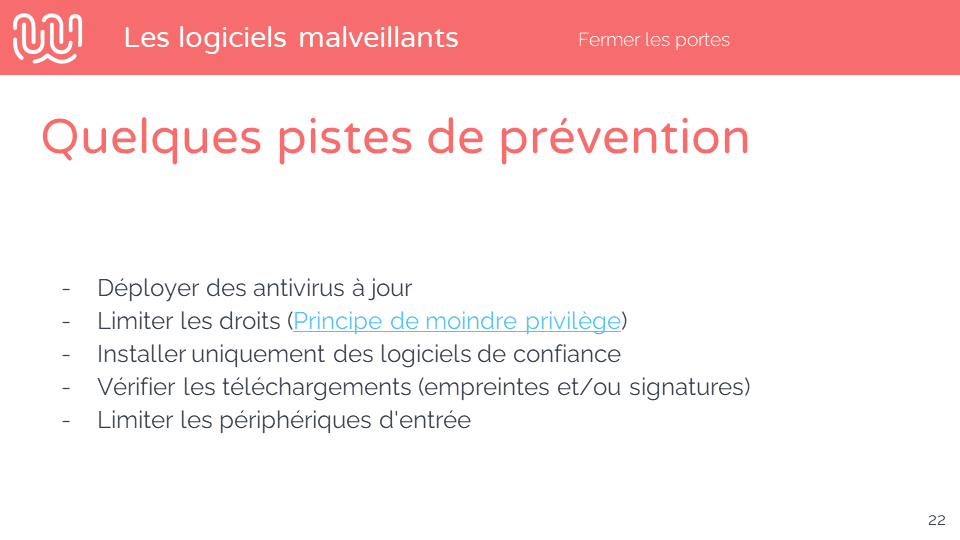 Les logiciels malveillants
Fermer les portes
Quelques pistes de prévention
- Déployer des antivirus à jour
- Limiter les droits (Principe de moindre privilège)
- Installer uniquement des logiciels de confiance
- Vérifier les téléchargements (empreintes et/ou signatures)
- Limiter les périphériques d'entrée
22